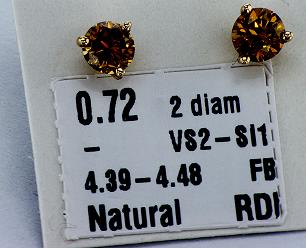 0.72 2 diam
– VS2–SI1
4.39–4.48 FB
Natural RDI